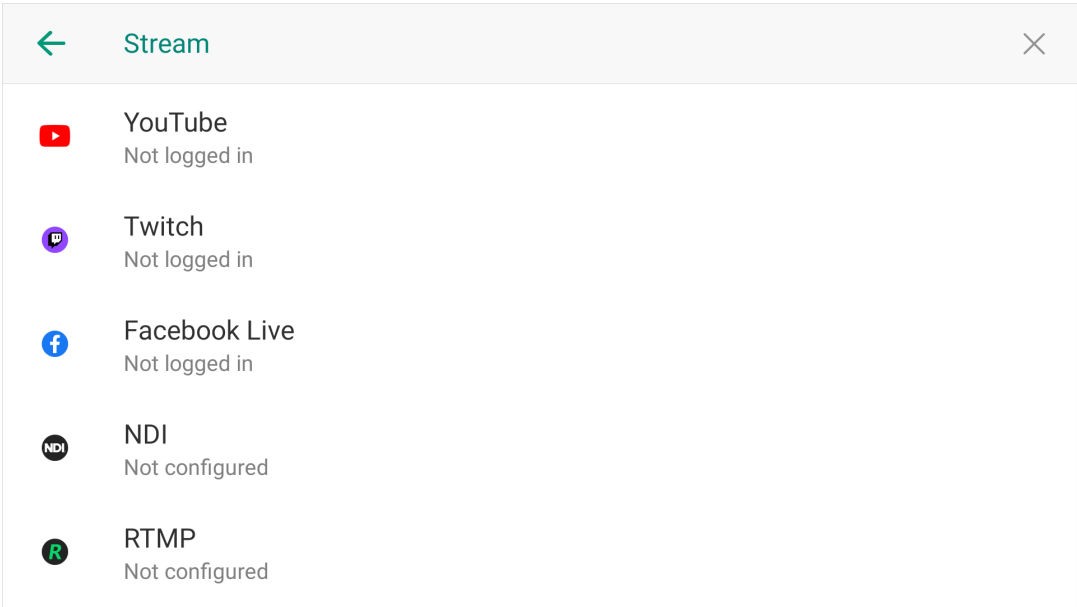 Stream
YouTube
Not logged in
Twitch
Not logged in
Facebook Live
Not logged in
NDI
NDI
Not configured
R
RTMP
Not configured